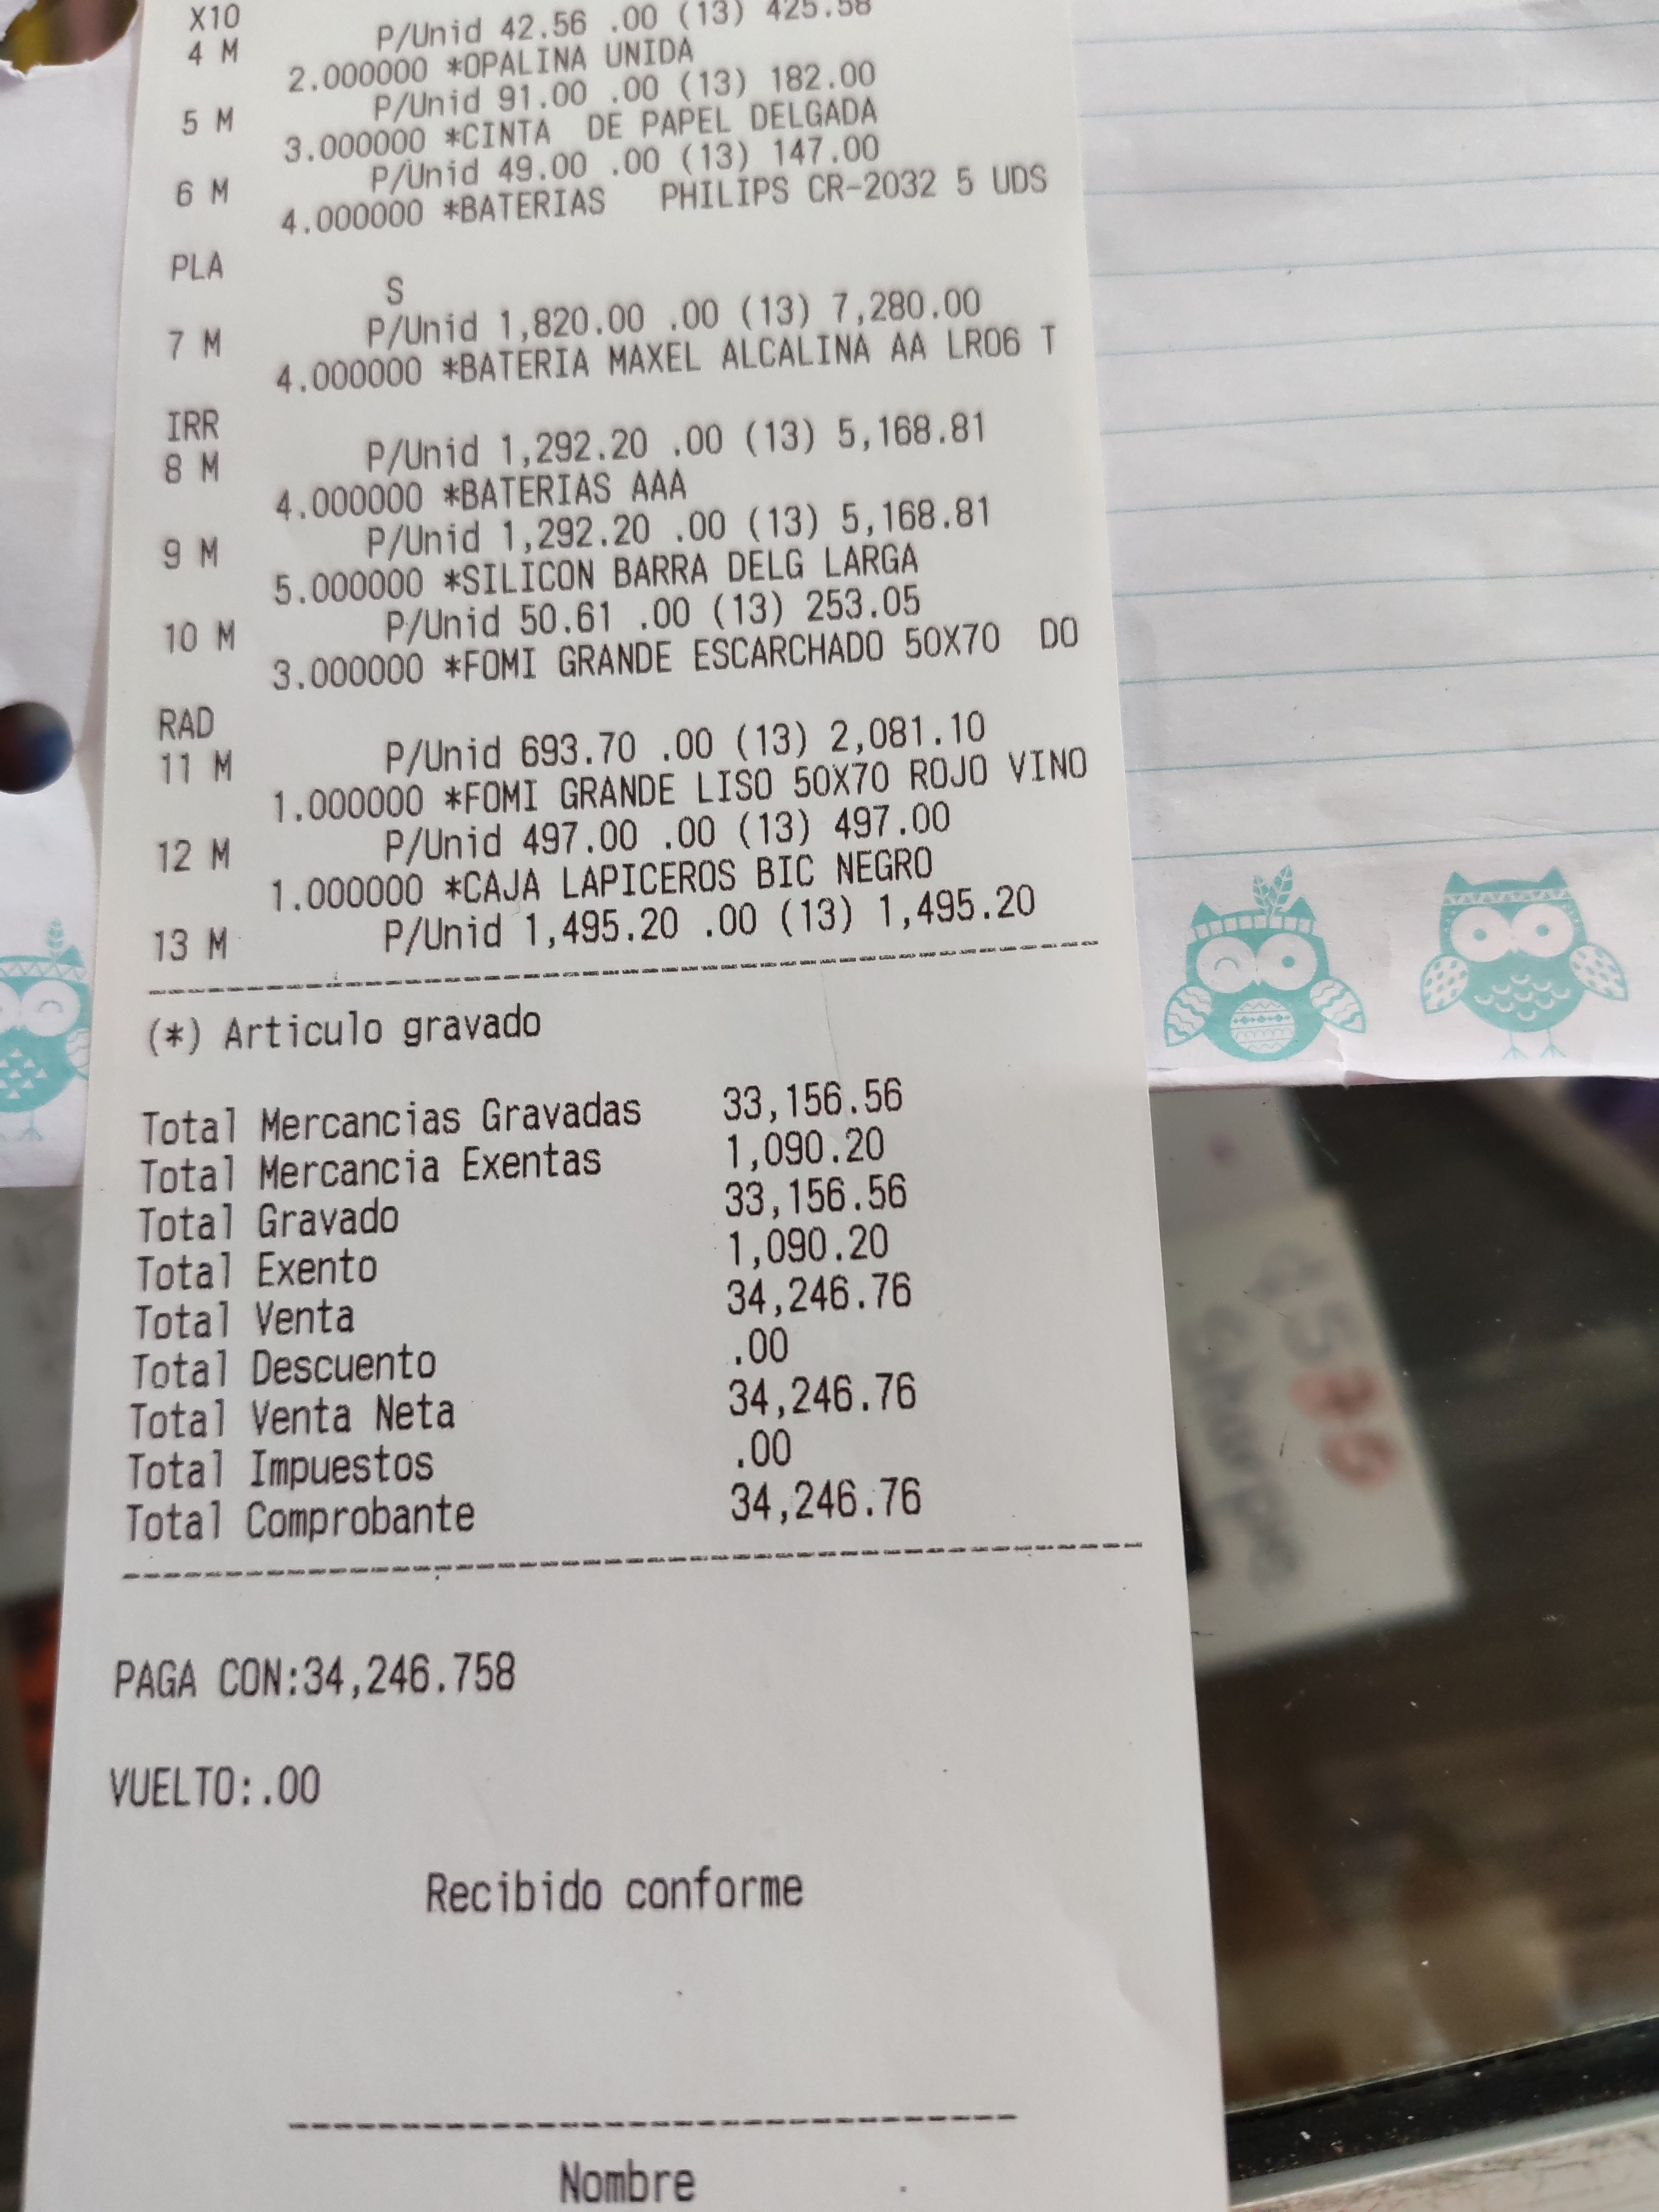 X10
P/Unid 42.56 .00 (13) 425.58
4 M
2.000000 *OPALINA UNIDA
P/Unid 91.00 .00 (13) 182.00
5 M
3.000000 *CINTA DE PAPEL DELGADA
P/Unid 49.00 .00 (13) 147.00
6 M
4.000000 *BATERIAS PHILIPS CR-2032 5 UDS
PLA
S
P/Unid 1,820.00 .00 (13) 7,280.00
7 M
4.000000 *BATERIA MAXEL ALCALINA AA LR06 T
IRR
P/Unid 1,292.20 .00 (13) 5,168.81
8 M
4.000000 *BATERIAS AAA
P/Unid 1,292.20 .00 (13) 5,168.81
9 M
5.000000 *SILICON BARRA DELG LARGA
P/Unid 50.61 .00 (13) 253.05
10 M
3.000000 *FOMI GRANDE ESCARCHADO 50X70 DO
RAD
P/Unid 693.70 .00 (13) 2,081.10
11 M
1.000000 *FOMI GRANDE LISO 50X70 ROJO VINO
P/Unid 497.00 .00 (13) 497.00
12 M
1.000000 *CAJA LAPICEROS BIC NEGRO
P/Unid 1,495.20 .00 (13) 1,495.20
13 M
(*) Articulo gravado
Total Mercancias Gravadas 33,156.56
Total Mercancia Exentas 1,090.20
Total Gravado 33,156.56
Total Exento 1,090.20
Total Venta 34,246.76
Total Descuento .00
Total Venta Neta 34,246.76
Total Impuestos .00
Total Comprobante 34,246.76
PAGA CON:34,246.758
VUELTO:.00
Recibido conforme
Nombre